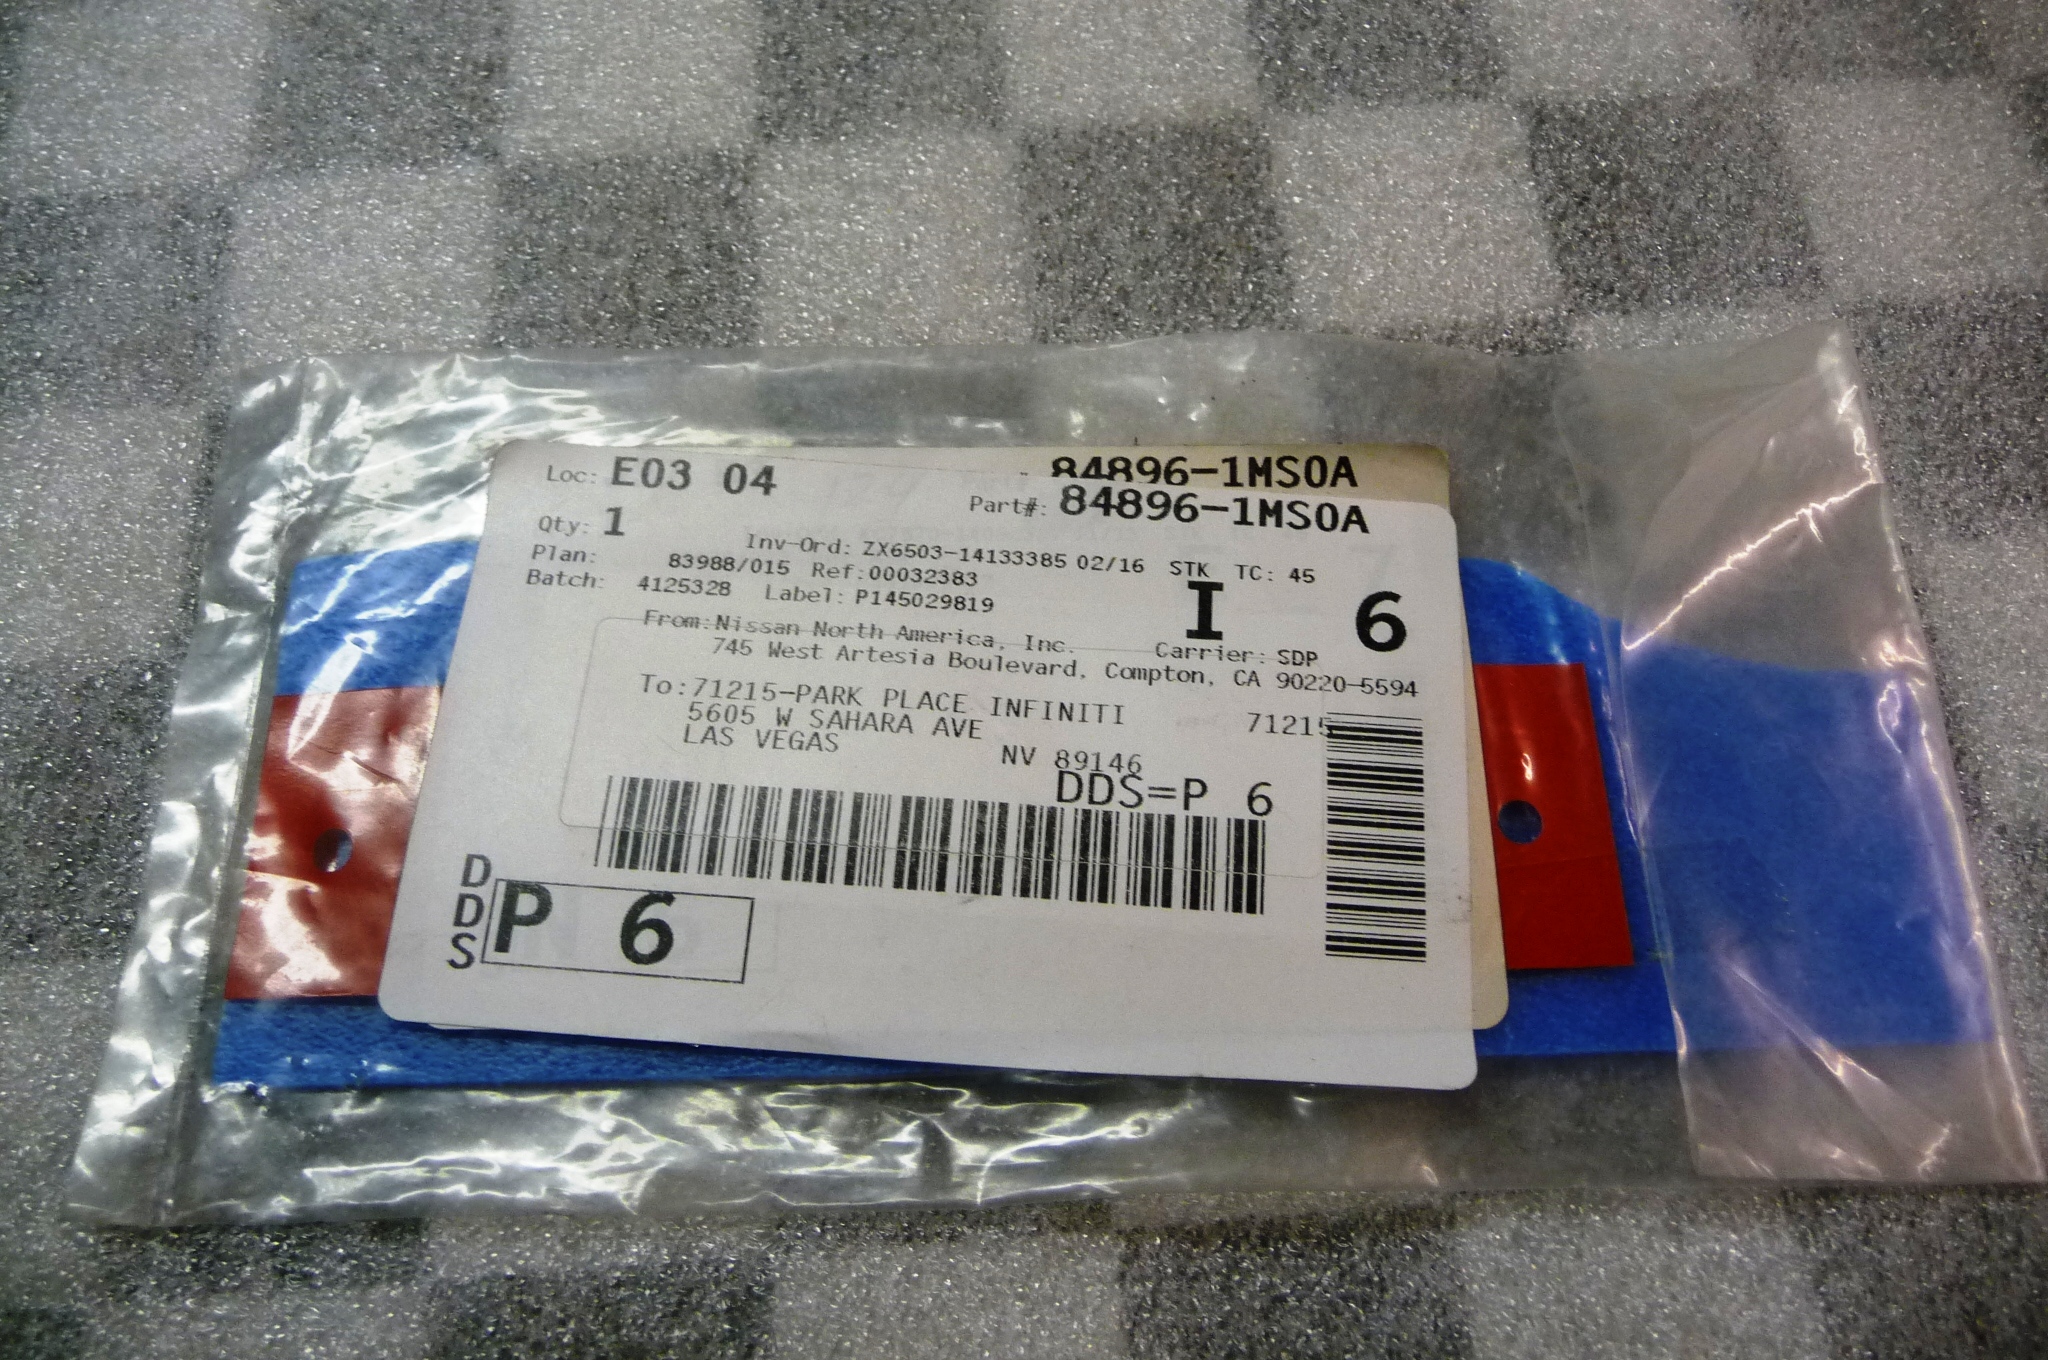 84896-1MS0A
Loc: E03 04
Part#: 84896-1MS0A
Qty: 1
Inv-Ord: ZX6503-14133385 02/16 STK TC: 45
Plan: 83988/015 Ref:00032383
Batch: 4125328 Label: P145029819
I 6
From: Nissan North America, Inc. Carrier: SDP
745 West Artesia Boulevard, Compton, CA 90220-5594
To: 71215-PARK PLACE INFINITI 71215
5605 W SAHARA AVE
LAS VEGAS NV 89146
DDS=P 6
DDS
P 6